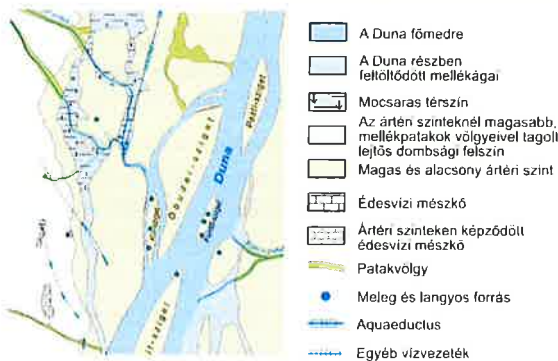 Pesti-sziget
Óbudai-sziget
Duna
A Duna főmedre
A Duna részben
feltöltődött mellékágai
Mocsaras térszín
Az ártéri szinteknél magasabb,
mellékpatakok völgyeivel tagolt
lejtős dombsági felszín
Magas és alacsony ártéri szint
Édesvízi mészkő
Ártéri szinteken képződött
édesvízi mészkő
Patakvölgy
Meleg és langyos forrás
Aquaeductus
Egyéb vízvezeték